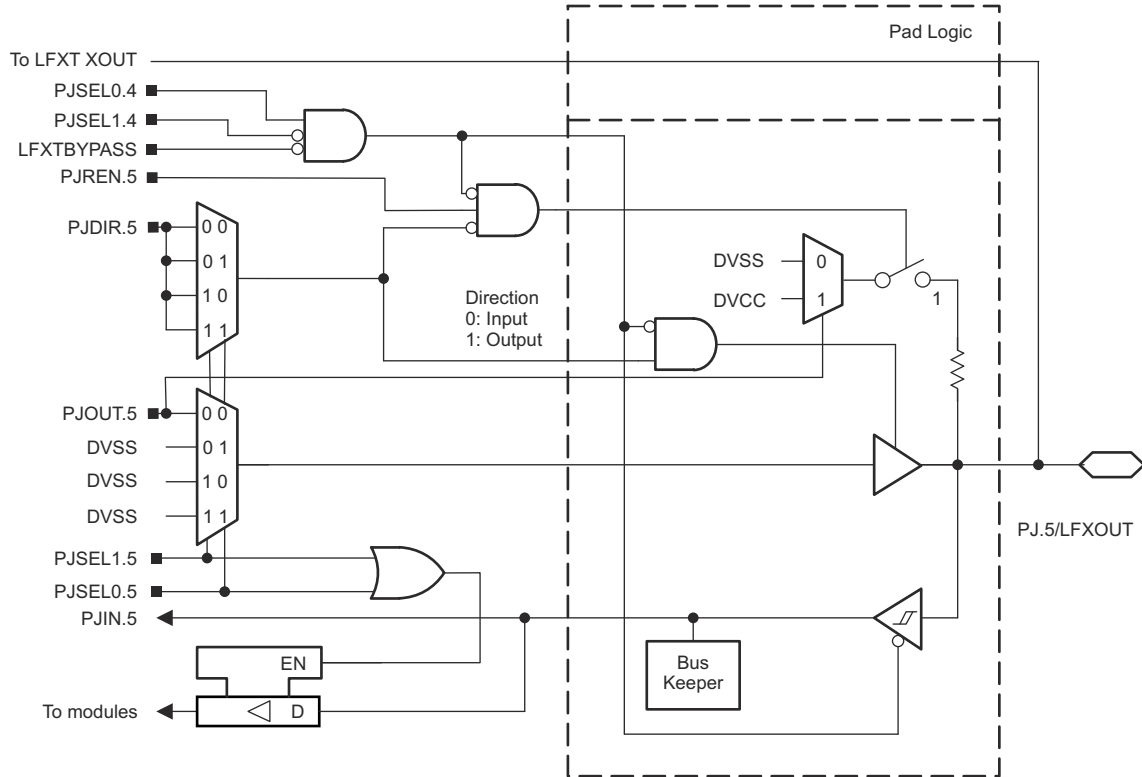 Pad Logic
To LFXT XOUT
PJSEL0.4
PJSEL1.4
LFXTBYPASS
PJREN.5
PJDIR.5
0 0
0 1
1 0
1 1
Direction
0: Input
1: Output
DVSS
0
DVCC
1
1
PJOUT.5
0 0
DVSS
0 1
DVSS
1 0
DVSS
1 1
PJ.5/LFXOUT
PJSEL1.5
PJSEL0.5
PJIN.5
EN
D
To modules
Bus
Keeper